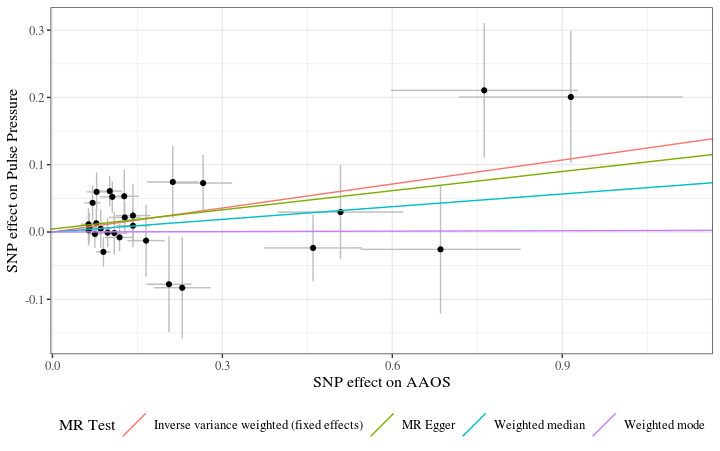 0.3
0.2
0.1
0.0
-0.1
SNP effect on Pulse Pressure
0.0 0.3 0.6 0.9
SNP effect on AAOS
MR Test Inverse variance weighted (fixed effects) MR Egger Weighted median Weighted mode